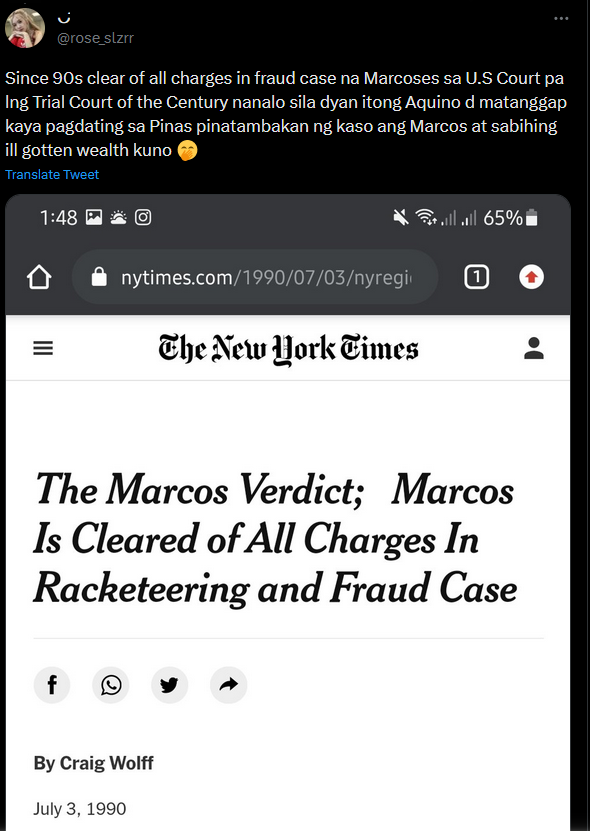 ن
@rose_slzrr
Since 90s clear of all charges in fraud case na Marcoses sa U.S Court pa
lng Trial Court of the Century nanalo sila dyan itong Aquino d matanggap
kaya pagdating sa Pinas pinatambakan ng kaso ang Marcos at sabihing
ill gotten wealth kuno 🤭
Translate Tweet
1:48 65%
nytimes.com/1990/07/03/nyregi 1
The New York Times
The Marcos Verdict; Marcos
Is Cleared of All Charges In
Racketeering and Fraud Case
By Craig Wolff
July 3, 1990